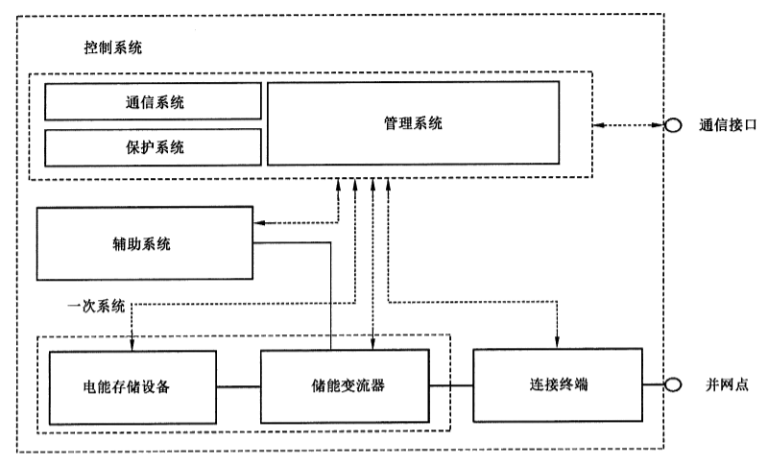 控制系统
通信系统
管理系统
通信接口
保护系统
辅助系统
一次系统
电能存储设备
储能变流器
连接终端
并网点